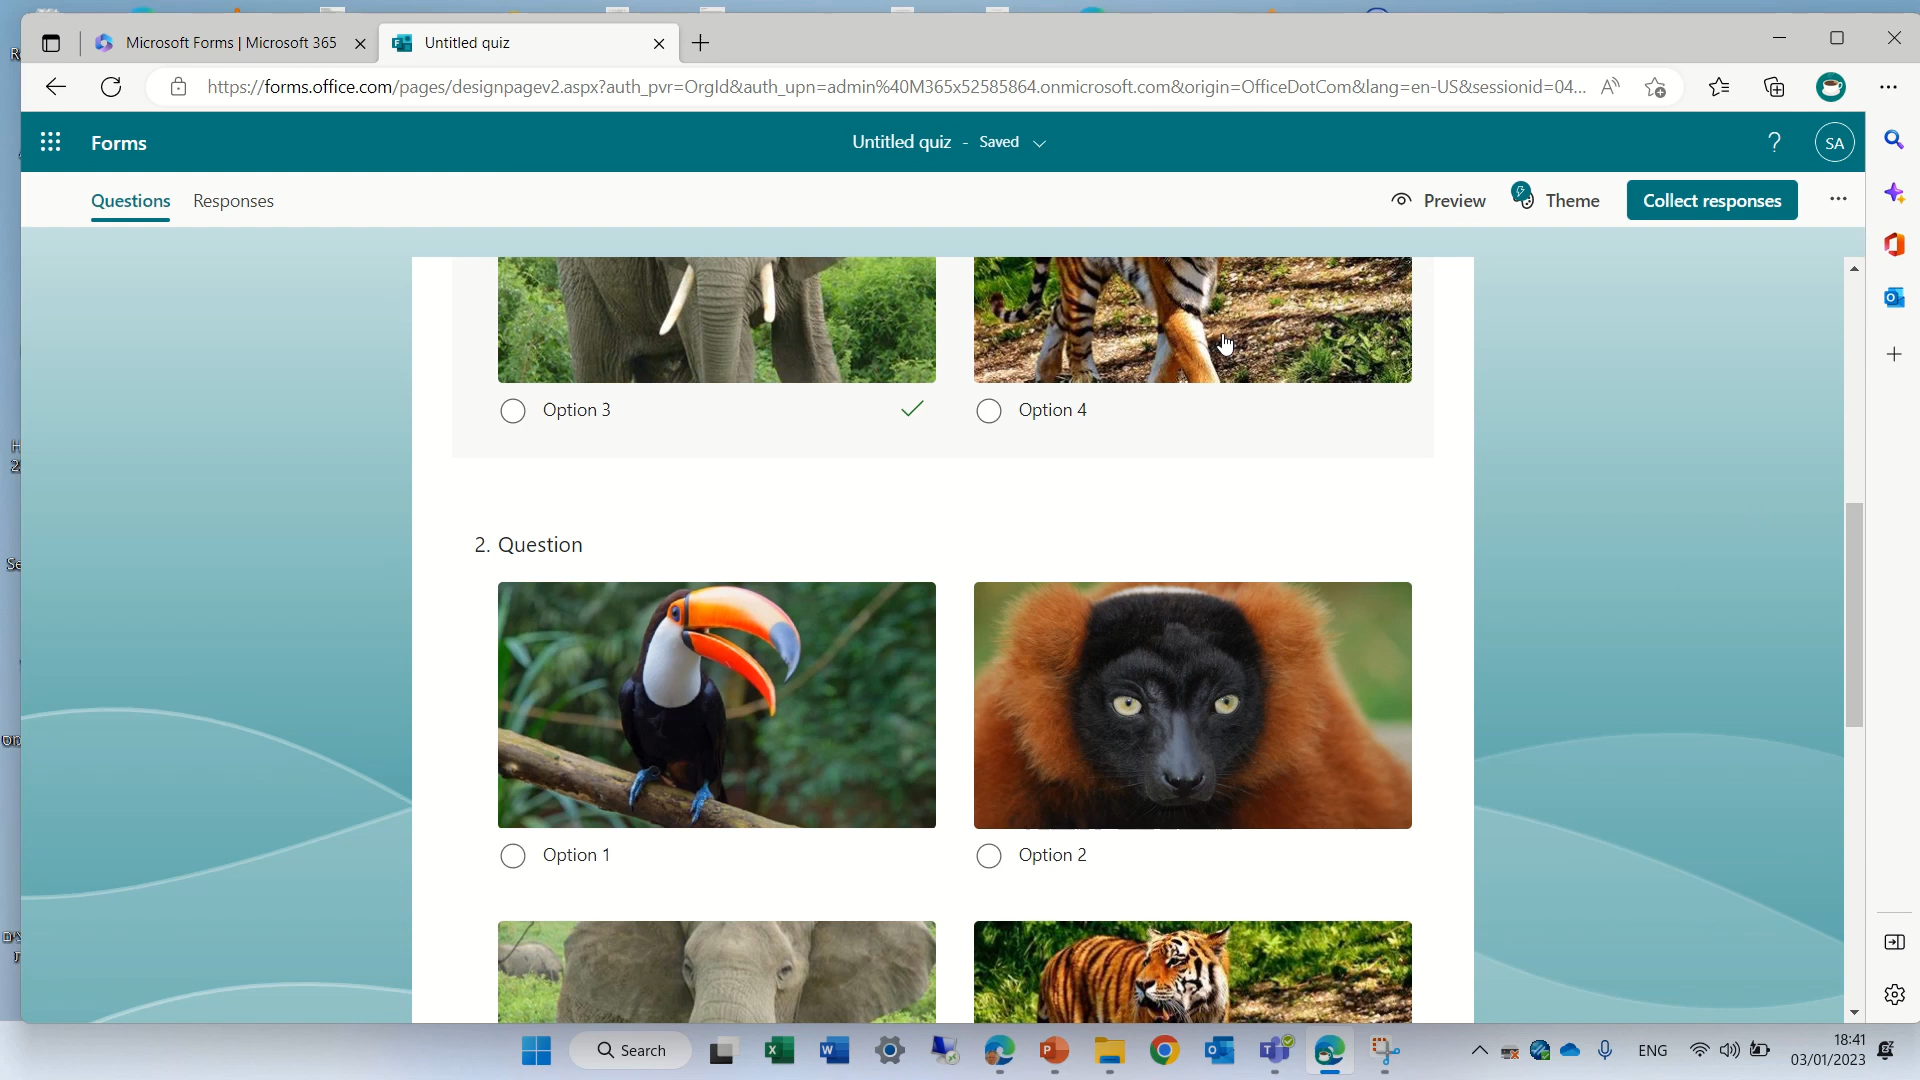 Microsoft Forms | Microsoft 365
Untitled quiz
https://forms.office.com/pages/designpagev2.aspx?auth_pvr=OrgId&auth_upn=admin%40M365x52585864.onmicrosoft.com&origin=OfficeDotCom&lang=en-US&sessionid=04...
Forms
Untitled quiz - Saved
?
SA
Questions
Responses
Preview
Theme
Collect responses
Option 3
Option 4
2. Question
Option 1
Option 2
Search
ENG
18:41
03/01/2023